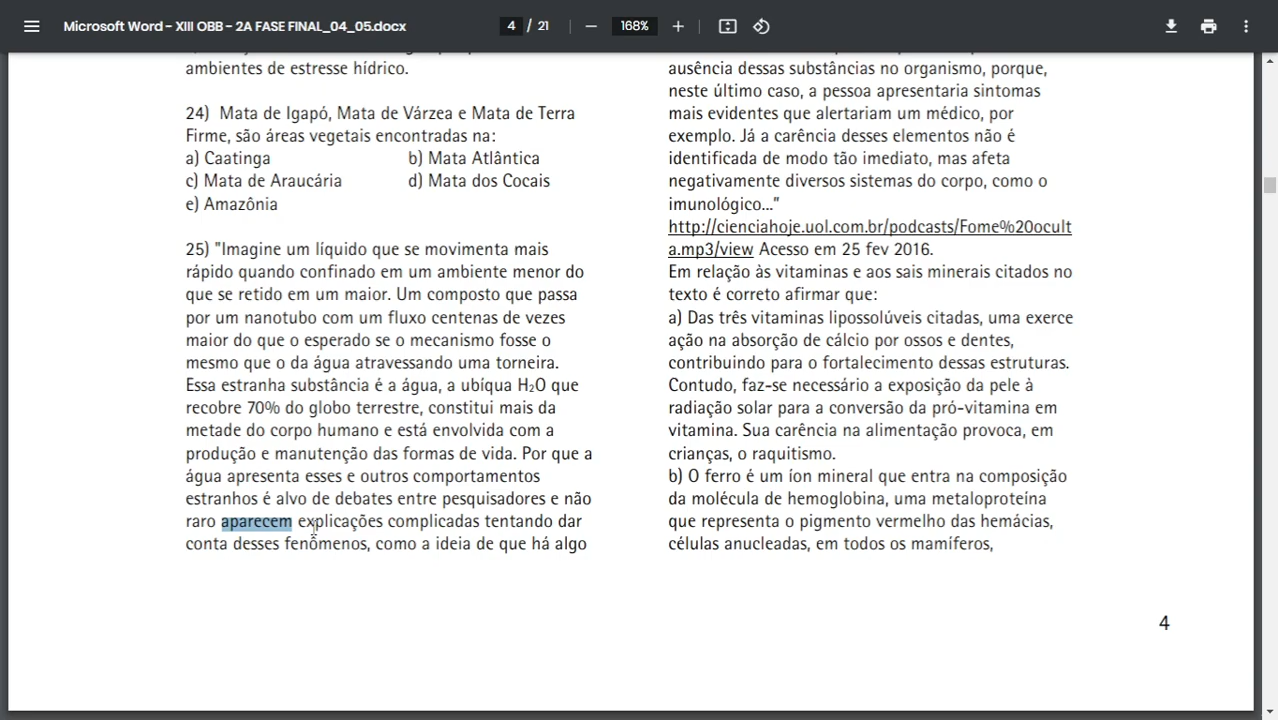 Microsoft Word - XIII OBB - 2A FASE FINAL_04_05.docx
4 / 21
168%
ambientes de estresse hídrico.
24) Mata de Igapó, Mata de Várzea e Mata de Terra
Firme, são áreas vegetais encontradas na:
a) Caatinga b) Mata Atlântica
c) Mata de Araucária d) Mata dos Cocais
e) Amazônia
25) "Imagine um líquido que se movimenta mais
rápido quando confinado em um ambiente menor do
que se retido em um maior. Um composto que passa
por um nanotubo com um fluxo centenas de vezes
maior do que o esperado se o mecanismo fosse o
mesmo que o da água atravessando uma torneira.
Essa estranha substância é a água, a ubíqua H₂O que
recobre 70% do globo terrestre, constitui mais da
metade do corpo humano e está envolvida com a
produção e manutenção das formas de vida. Por que a
água apresenta esses e outros comportamentos
estranhos é alvo de debates entre pesquisadores e não
raro aparecem explicações complicadas tentando dar
conta desses fenômenos, como a ideia de que há algo
ausência dessas substâncias no organismo, porque,
neste último caso, a pessoa apresentaria sintomas
mais evidentes que alertariam um médico, por
exemplo. Já a carência desses elementos não é
identificada de modo tão imediato, mas afeta
negativamente diversos sistemas do corpo, como o
imunológico..."
http://cienciahoje.uol.com.br/podcasts/Fome%20ocult
a.mp3/view Acesso em 25 fev 2016.
Em relação às vitaminas e aos sais minerais citados no
texto é correto afirmar que:
a) Das três vitaminas lipossolúveis citadas, uma exerce
ação na absorção de cálcio por ossos e dentes,
contribuindo para o fortalecimento dessas estruturas.
Contudo, faz-se necessário a exposição da pele à
radiação solar para a conversão da pró-vitamina em
vitamina. Sua carência na alimentação provoca, em
crianças, o raquitismo.
b) O ferro é um íon mineral que entra na composição
da molécula de hemoglobina, uma metaloproteína
que representa o pigmento vermelho das hemácias,
células anucleadas, em todos os mamíferos,
4